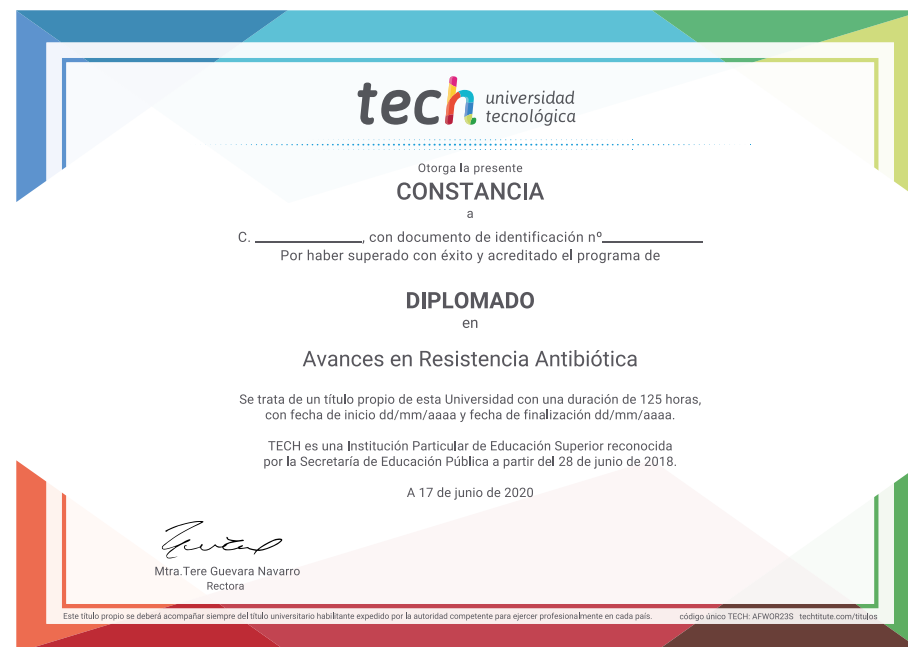 tech universidad
tecnológica
Otorga la presente
CONSTANCIA
a
C. ____________, con documento de identificación nº____________
Por haber superado con éxito y acreditado el programa de
DIPLOMADO
en
Avances en Resistencia Antibiótica
Se trata de un título propio de esta Universidad con una duración de 125 horas,
con fecha de inicio dd/mm/aaaa y fecha de finalización dd/mm/aaaa.
TECH es una Institución Particular de Educación Superior reconocida
por la Secretaría de Educación Pública a partir del 28 de junio de 2018.
A 17 de junio de 2020
Mtra.Tere Guevara Navarro
Rectora
Este título propio se deberá acompañar siempre del título universitario habilitante expedido por la autoridad competente para ejercer profesionalmente en cada país. código único TECH: AFWOR23S techtitute.com/titulos